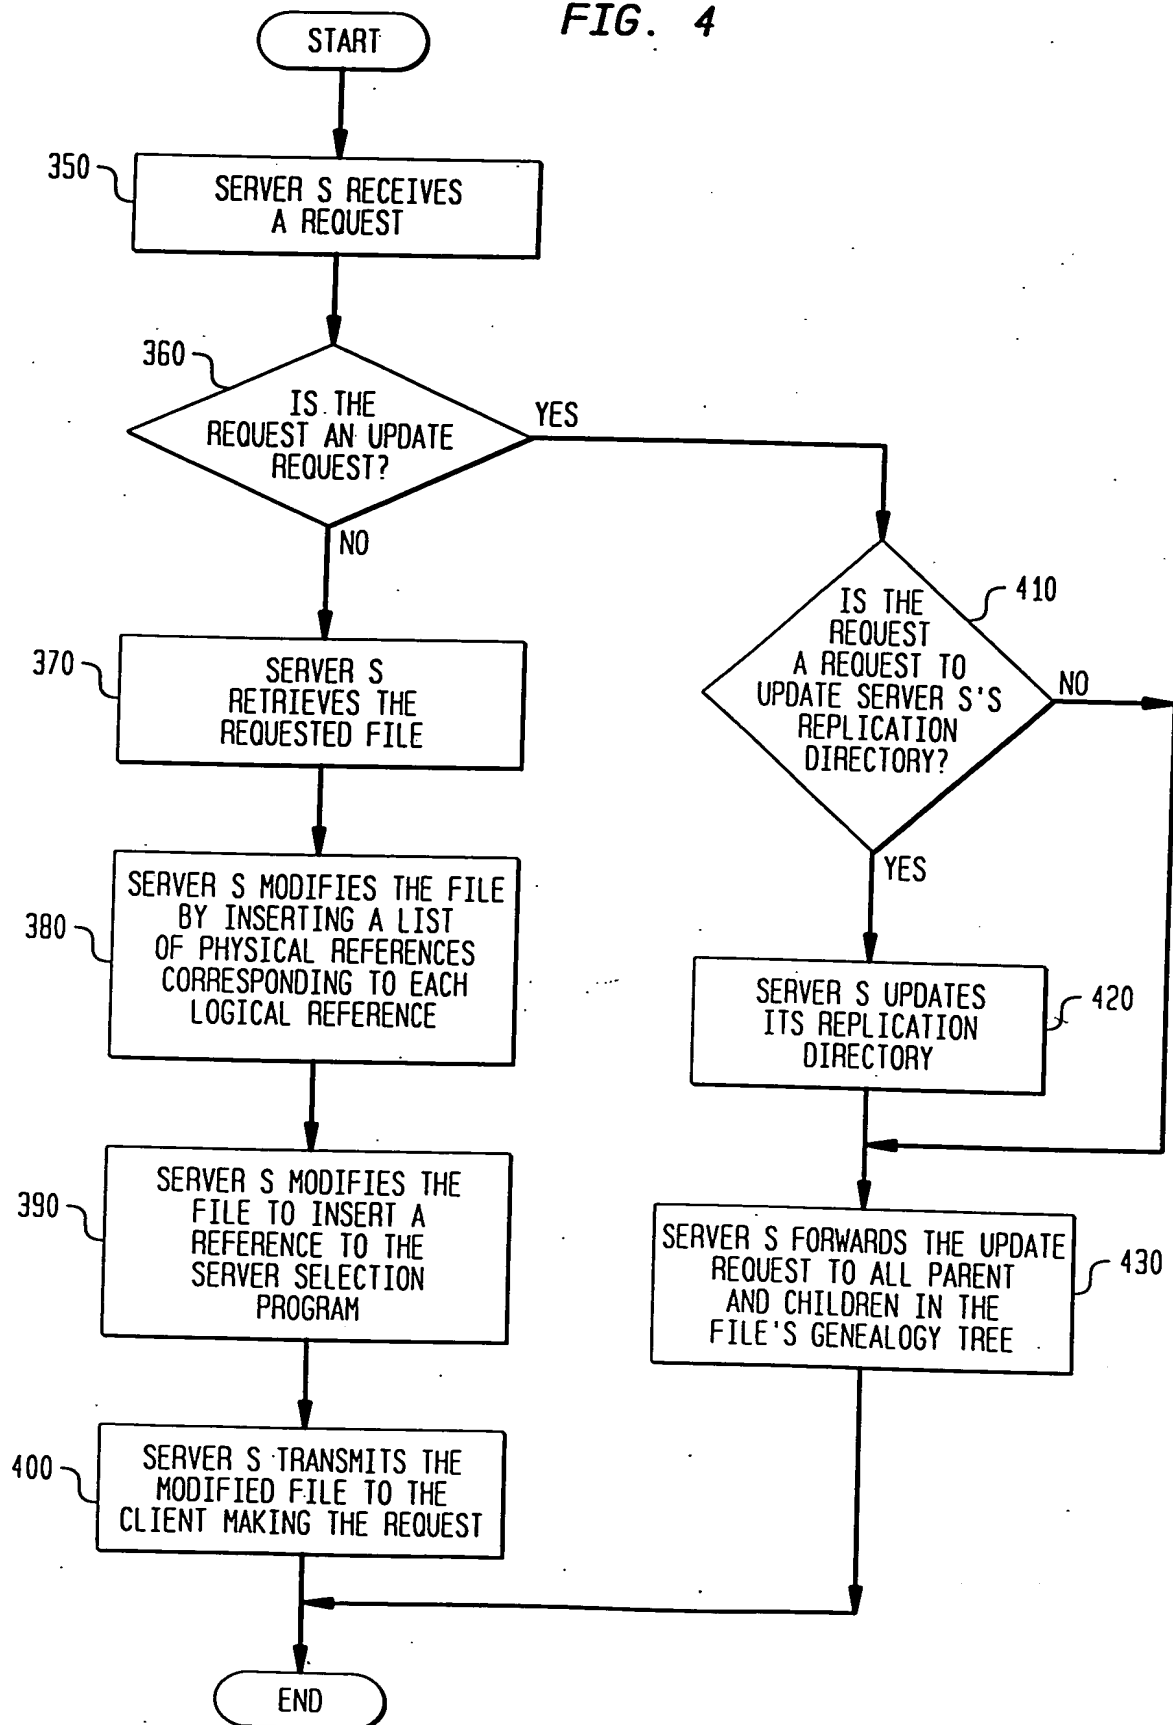 FIG. 4
START
350
SERVER S RECEIVES
A REQUEST
360
IS THE
REQUEST AN UPDATE
REQUEST?
YES
NO
370
SERVER S
RETRIEVES THE
REQUESTED FILE
380
SERVER S MODIFIES THE FILE
BY INSERTING A LIST
OF PHYSICAL REFERENCES
CORRESPONDING TO EACH
LOGICAL REFERENCE
390
SERVER S MODIFIES THE
FILE TO INSERT A
REFERENCE TO THE
SERVER SELECTION
PROGRAM
400
SERVER S TRANSMITS THE
MODIFIED FILE TO THE
CLIENT MAKING THE REQUEST
410
IS THE
REQUEST
A REQUEST TO
UPDATE SERVER S'S
REPLICATION
DIRECTORY?
NO
YES
420
SERVER S UPDATES
ITS REPLICATION
DIRECTORY
430
SERVER S FORWARDS THE UPDATE
REQUEST TO ALL PARENT
AND CHILDREN IN THE
FILE'S GENEALOGY TREE
END